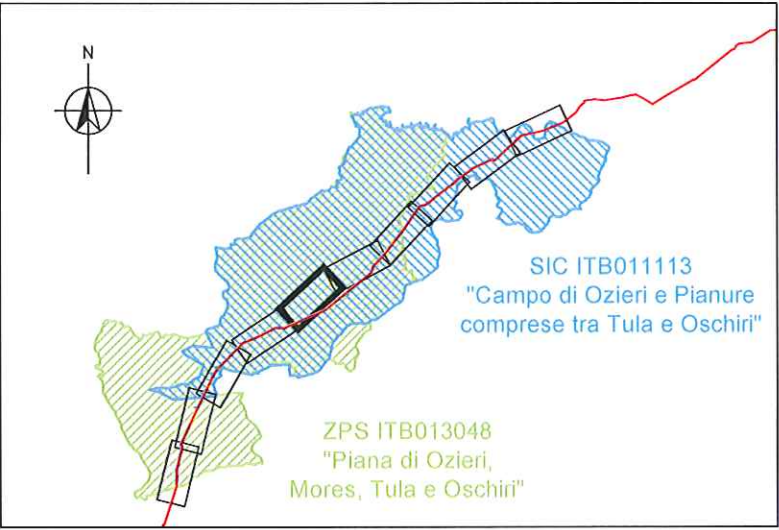 N
SIC ITB011113
"Campo di Ozieri e Pianure
comprese tra Tula e Oschiri"
ZPS ITB013048
"Piana di Ozieri,
Mores, Tula e Oschiri"